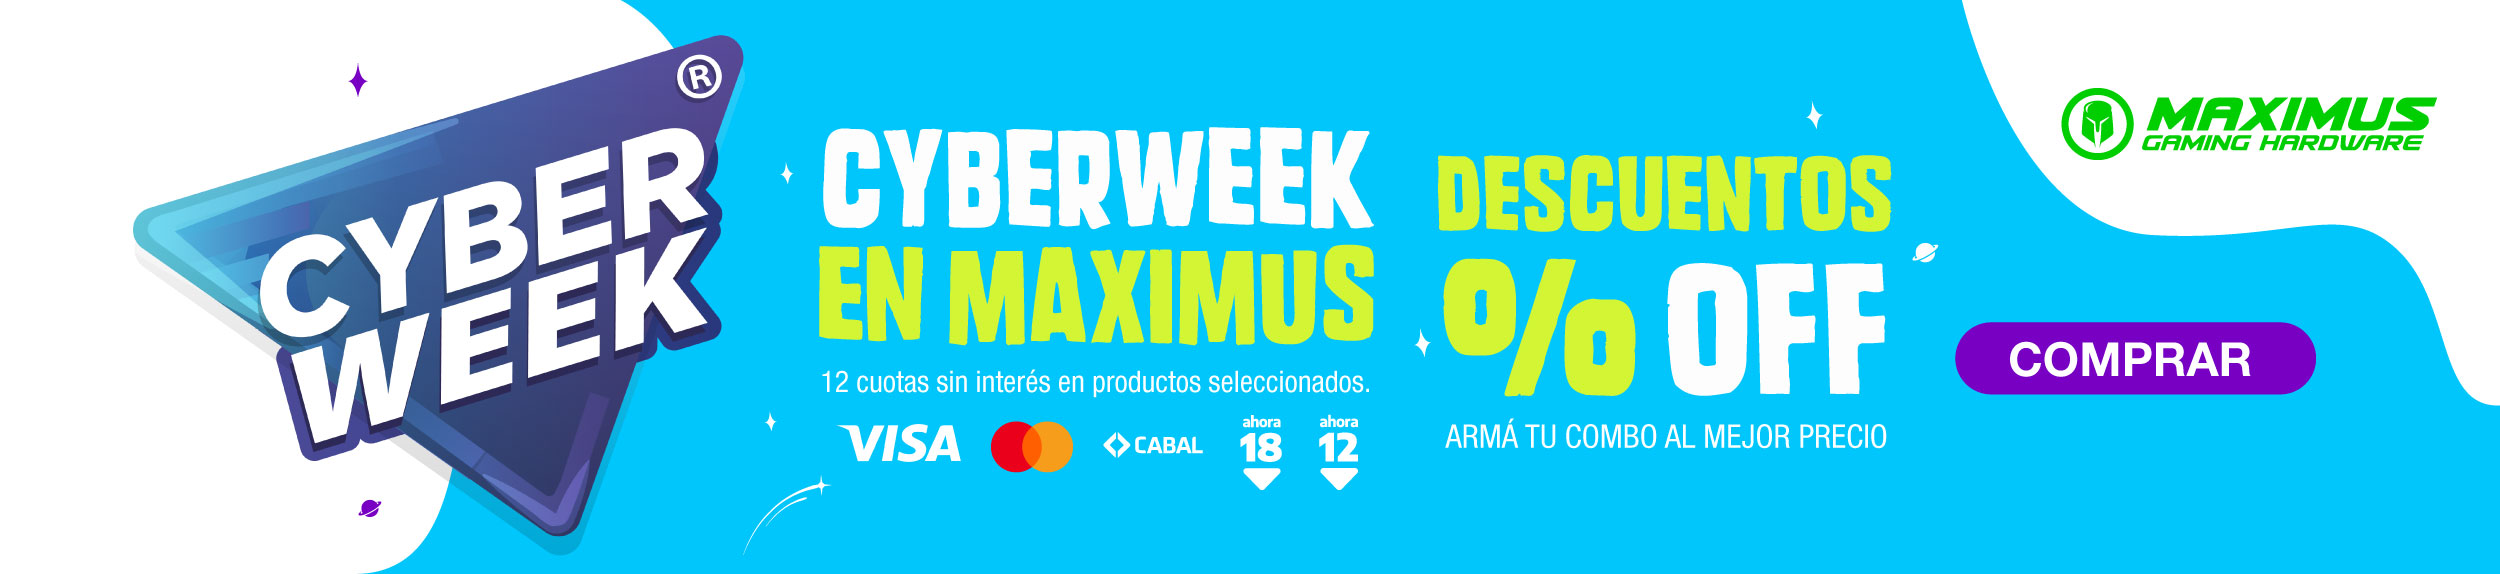 CYBER
WEEK
®
CYBERWEEK
EN MAXIMUS
12 cuotas sin interés en productos seleccionados.
VISA
CABAL
ahora
18
ahora
12
DESCUENTOS
% OFF
ARMÁ TU COMBO AL MEJOR PRECIO
MAXIMUS
GAMING HARDWARE
COMPRAR